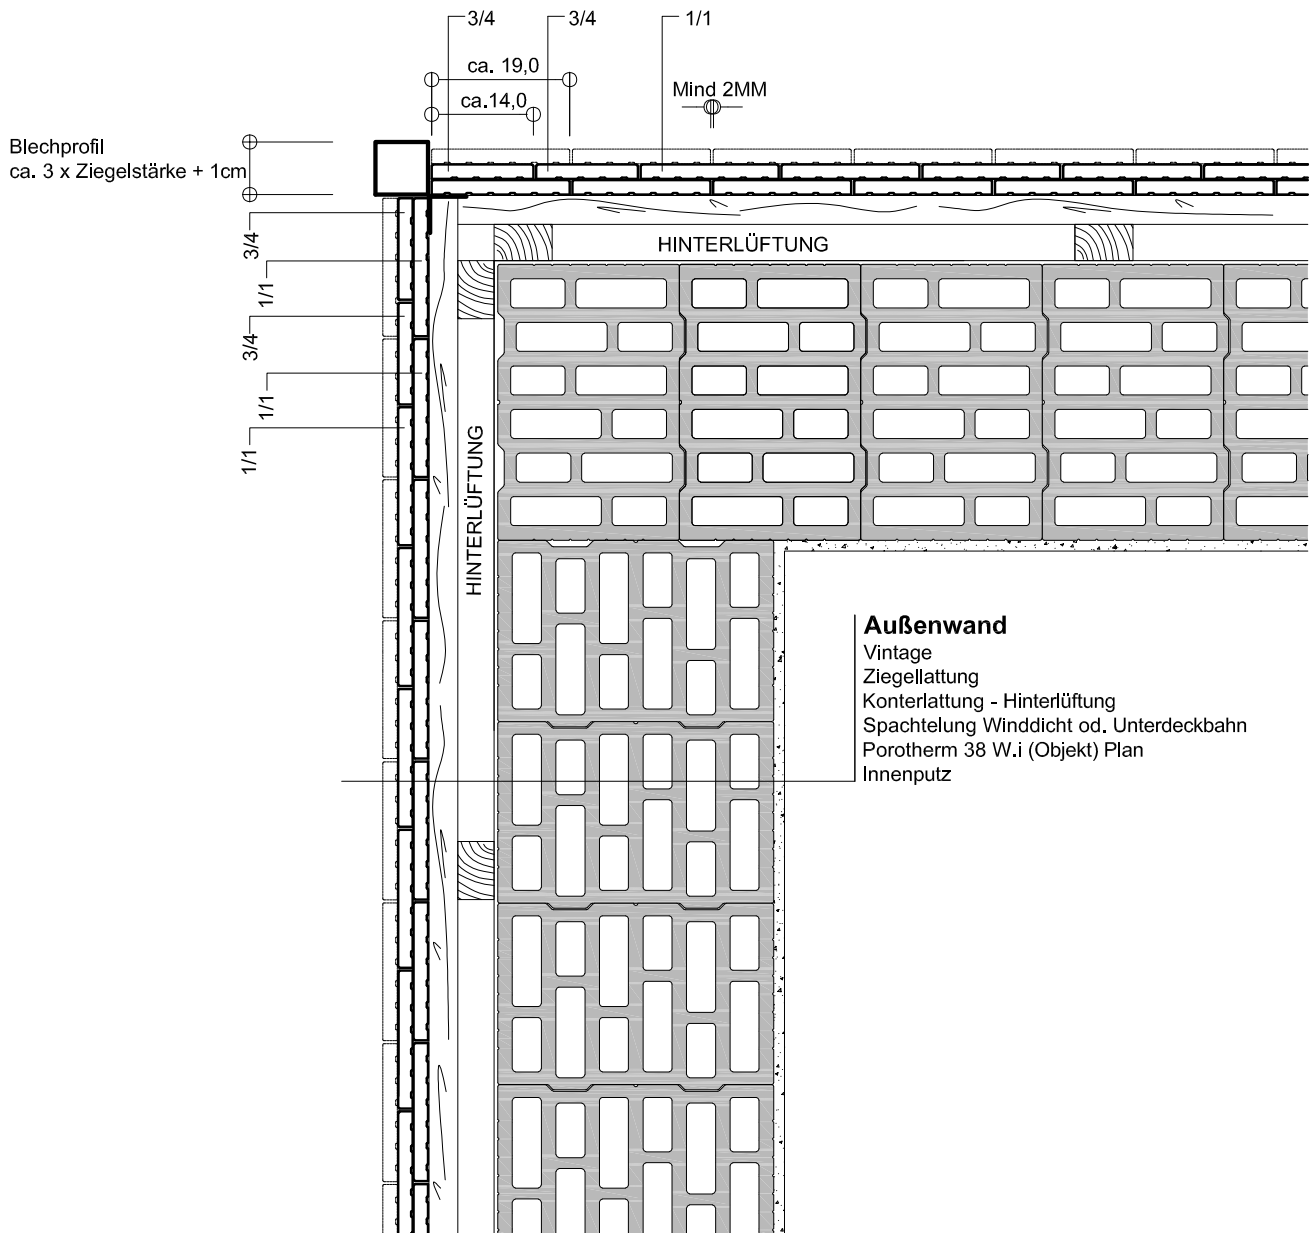 3/4
3/4
1/1
ca. 19,0
ca.14,0
Mind 2MM
Blechprofil
ca. 3 x Ziegelstärke + 1cm
3/4
1/1
3/4
1/1
1/1
HINTERLÜFTUNG
HINTERLÜFTUNG
Außenwand
Vintage
Ziegellattung
Konterlattung - Hinterlüftung
Spachtelung Winddicht od. Unterdeckbahn
Porotherm 38 W.i (Objekt) Plan
Innenputz